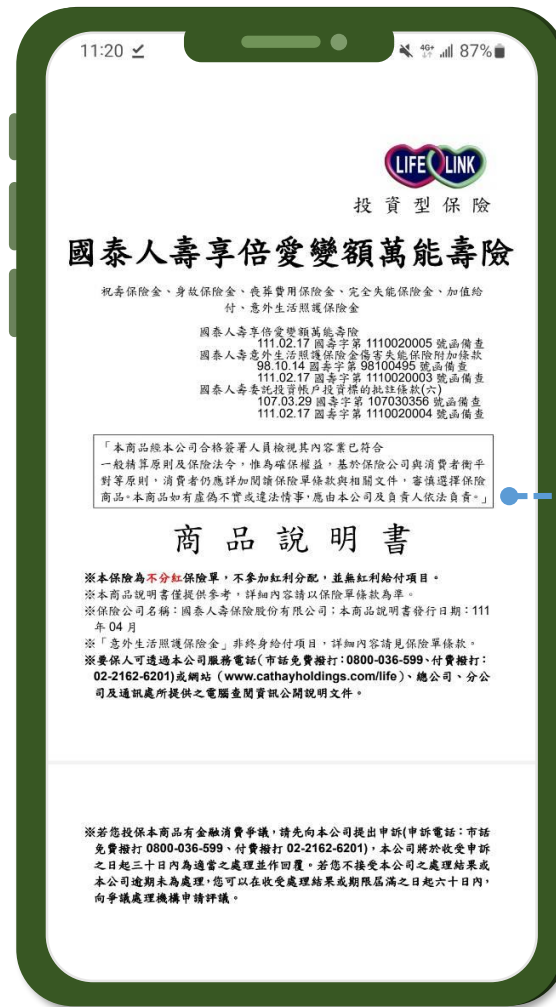 11:20
4G+
87%
LIFE LINK
投資型保險
國泰人壽享倍愛變額萬能壽險
祝壽保險金、身故保險金、喪葬費用保險金、完全失能保險金、加值給
付、意外生活照護保險金
國泰人壽享倍愛變額萬能壽險
111.02.17 國壽字第 1110020005 號函備查
國泰人壽意外生活照護保險金傷害失能保險附加條款
98.10.14 國壽字第 98100495 號函備查
111.02.17 國壽字第 1110020003 號函備查
國泰人壽委託投資帳戶投資標的批註條款(六)
107.03.29 國壽字第 107030356 號函備查
111.02.17 國壽字第 1110020004 號函備查
「本商品經本公司合格簽署人員檢視其內容業已符合
一般精算原則及保險法令，惟為確保權益，基於保險公司與消費者衡平
對等原則，消費者仍應詳加閱讀保險單條款與相關文件，審慎選擇保險
商品。本商品如有虛偽不實或違法情事，應由本公司及負責人依法負責。」
商品說明書
※本保險為不分紅保險單，不參加紅利分配，並無紅利給付項目。
※本商品說明書僅提供參考，詳細內容請以保險單條款為準。
※保險公司名稱：國泰人壽保險股份有限公司；本商品說明書發行日期：111
年 04 月
※「意外生活照護保險金」非終身給付項目，詳細內容請見保險單條款。
※要保人可透過本公司服務電話(市話免費撥打：0800-036-599、付費撥打：
02-2162-6201)或網站（www.cathayholdings.com/life）、總公司、分公
司及通訊處所提供之電腦查閱資訊公開說明文件。
※若您投保本商品有金融消費爭議，請先向本公司提出申訴(申訴電話：市話
免費撥打 0800-036-599、付費撥打 02-2162-6201)，本公司將於收受申訴
之日起三十日內為適當之處理並作回覆。若您不接受本公司之處理結果或
本公司逾期未為處理，您可以在收受處理結果或期限屆滿之日起六十日內，
向爭議處理機構申請評議。